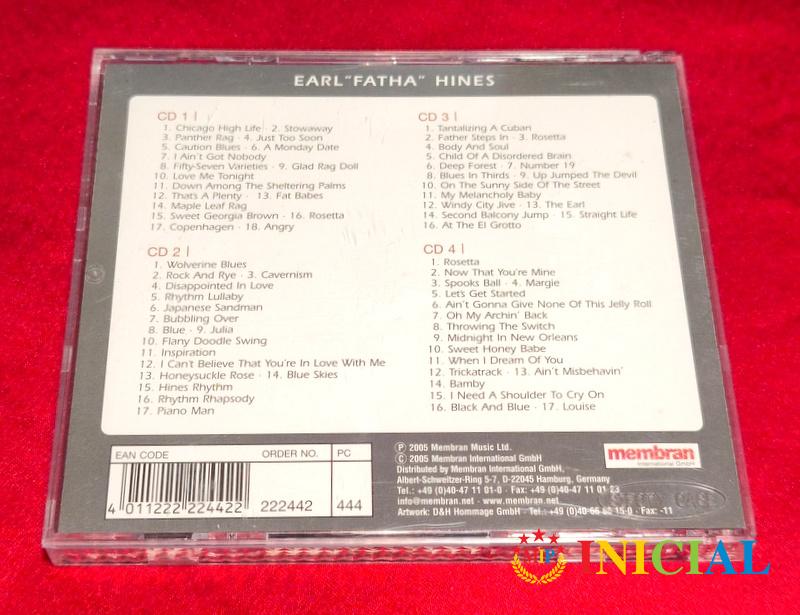 EARL"FATHA" HINES
CD 1 |
1. Chicago High Life · 2. Stowaway
3. Panther Rag · 4. Just Too Soon
5. Caution Blues · 6. A Monday Date
7. I Ain't Got Nobody
8. Fifty-Seven Varieties · 9. Glad Rag Doll
10. Love Me Tonight
11. Down Among The Sheltering Palms
12. That's A Plenty · 13. Fat Babes
14. Maple Leaf Rag
15. Sweet Georgia Brown · 16. Rosetta
17. Copenhagen · 18. Angry
CD 2 |
1. Wolverine Blues
2. Rock And Rye · 3. Cavernism
4. Disappointed In Love
5. Rhythm Lullaby
6. Japanese Sandman
7. Bubbling Over
8. Blue · 9. Julia
10. Flany Doodle Swing
11. Inspiration
12. I Can't Believe That You're In Love With Me
13. Honeysuckle Rose · 14. Blue Skies
15. Hines Rhythm
16. Rhythm Rhapsody
17. Piano Man
CD 3 |
1. Tantalizing A Cuban
2. Father Steps In · 3. Rosetta
4. Body And Soul
5. Child Of A Disordered Brain
6. Deep Forest · 7. Number 19
8. Blues In Thirds · 9. Up Jumped The Devil
10. On The Sunny Side Of The Street
11. My Melancholy Baby
12. Windy City Jive · 13. The Earl
14. Second Balcony Jump · 15. Straight Life
16. At The El Grotto
CD 4 |
1. Rosetta
2. Now That You're Mine
3. Spooks Ball · 4. Margie
5. Let's Get Started
6. Ain't Gonna Give None Of This Jelly Roll
7. Oh My Archin' Back
8. Throwing The Switch
9. Midnight In New Orleans
10. Sweet Honey Babe
11. When I Dream Of You
12. Trickatrack · 13. Ain't Misbehavin'
14. Bamby
15. I Need A Shoulder To Cry On
16. Black And Blue · 17. Louise
EAN CODE ORDER NO. PC
4 011222 224422 222442 444
Ⓟ 2005 Membran Music Ltd.
© 2005 Membran International GmbH
Distributed by Membran International GmbH,
Albert-Schweitzer-Ring 5-7, D-22045 Hamburg, Germany
Tel.: +49 (0)40-47 11 01-0 · Fax: +49 (0)40-47 11 01 23
info@membran.net · www.membran.net
Artwork: D&H Hommage GmbH · Tel.: +49 (0)40-66 80 15-0 · Fax: -11
membran
International GmbH
INICIAL